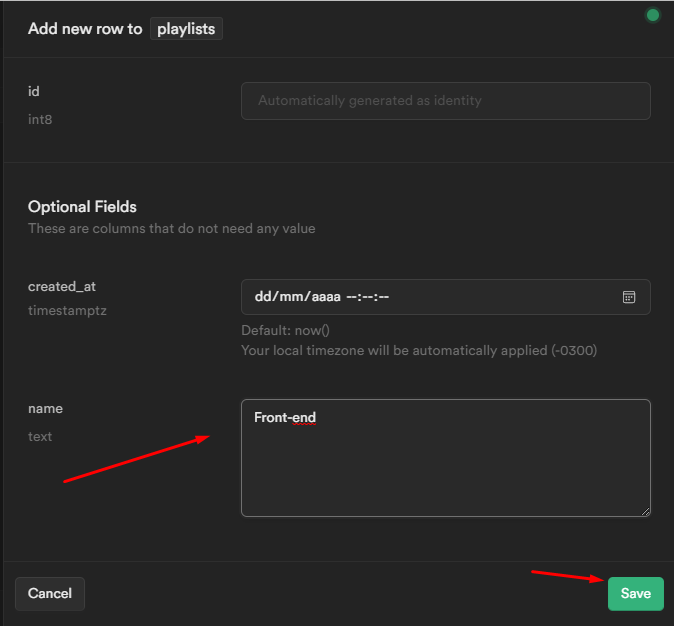 Add new row to playlists
id
Automatically generated as identity
int8
Optional Fields
These are columns that do not need any value
created_at
dd/mm/aaaa --:--:--
timestamptz
Default: now()
Your local timezone will be automatically applied (-0300)
name
Front-end
text
Cancel
Save